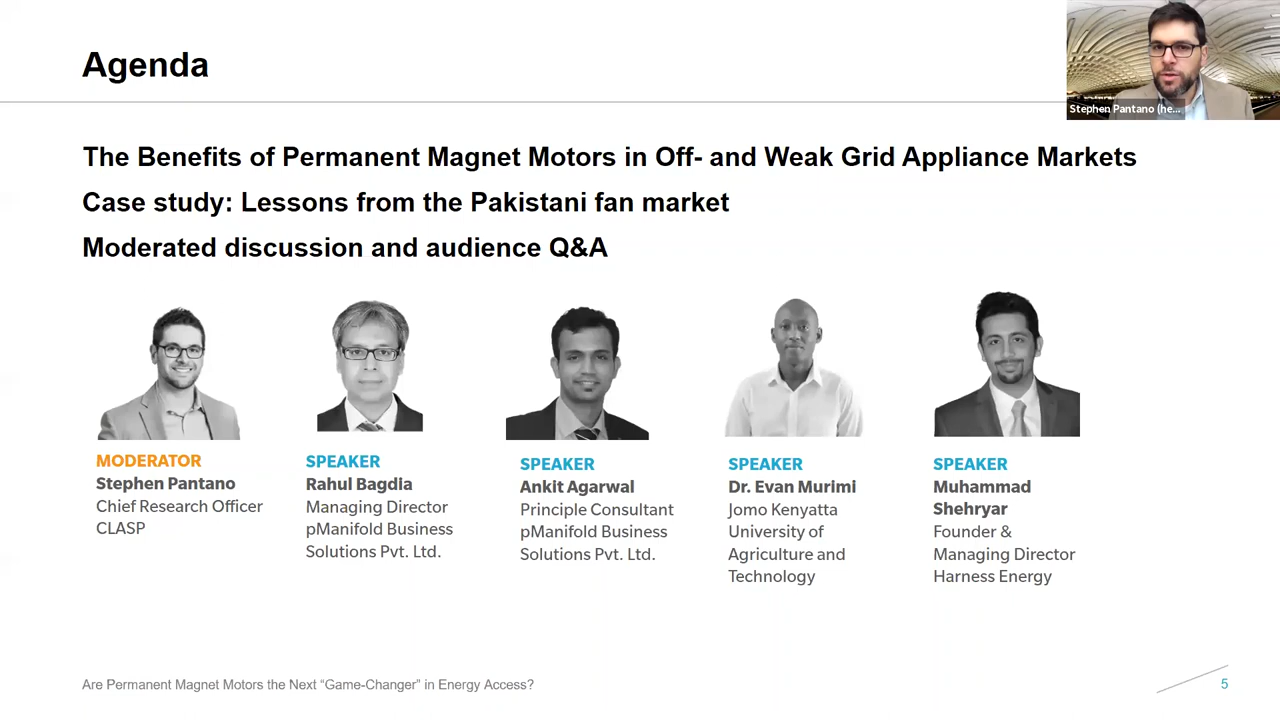 Agenda
Stephen Pantano (he...
The Benefits of Permanent Magnet Motors in Off- and Weak Grid Appliance Markets
Case study: Lessons from the Pakistani fan market
Moderated discussion and audience Q&A
MODERATOR
Stephen Pantano
Chief Research Officer
CLASP
SPEAKER
Rahul Bagdia
Managing Director
pManifold Business
Solutions Pvt. Ltd.
SPEAKER
Ankit Agarwal
Principle Consultant
pManifold Business
Solutions Pvt. Ltd.
SPEAKER
Dr. Evan Murimi
Jomo Kenyatta
University of
Agriculture and
Technology
SPEAKER
Muhammad
Shehryar
Founder &
Managing Director
Harness Energy
Are Permanent Magnet Motors the Next “Game-Changer” in Energy Access?
5